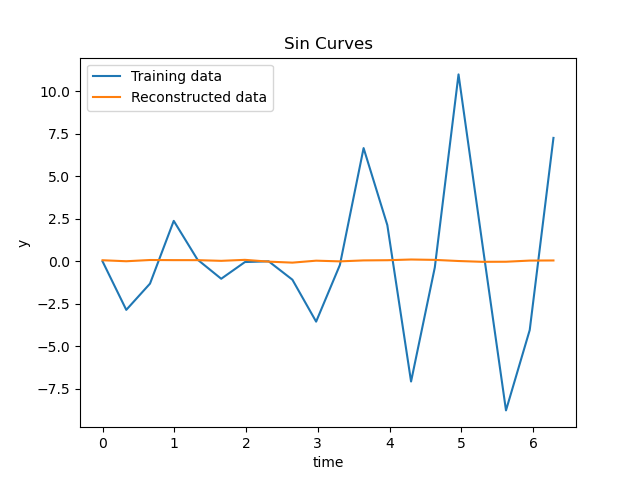 Sin Curves
Training data
Reconstructed data
10.0
7.5
5.0
2.5
0.0
−2.5
−5.0
−7.5
y
0 1 2 3 4 5 6
time